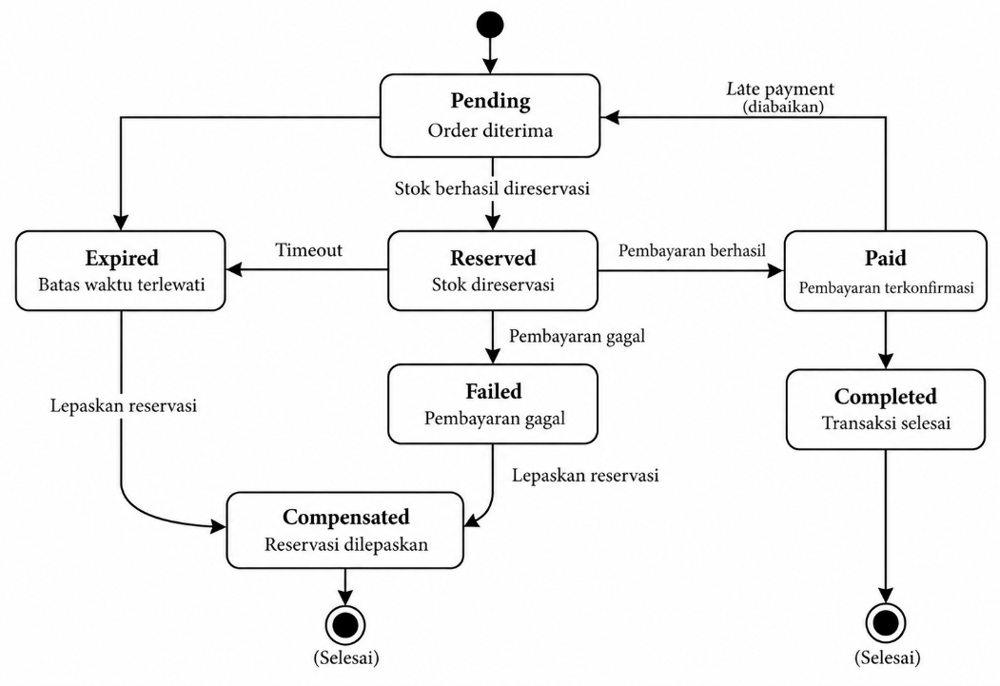 Late payment
(diabaikan)
Pending
Order diterima
Stok berhasil direservasi
Expired
Batas waktu terlewati
Timeout
Reserved
Stok direservasi
Pembayaran berhasil
Paid
Pembayaran terkonfirmasi
Pembayaran gagal
Failed
Pembayaran gagal
Completed
Transaksi selesai
Lepaskan reservasi
Lepaskan reservasi
Compensated
Reservasi dilepaskan
(Selesai)
(Selesai)